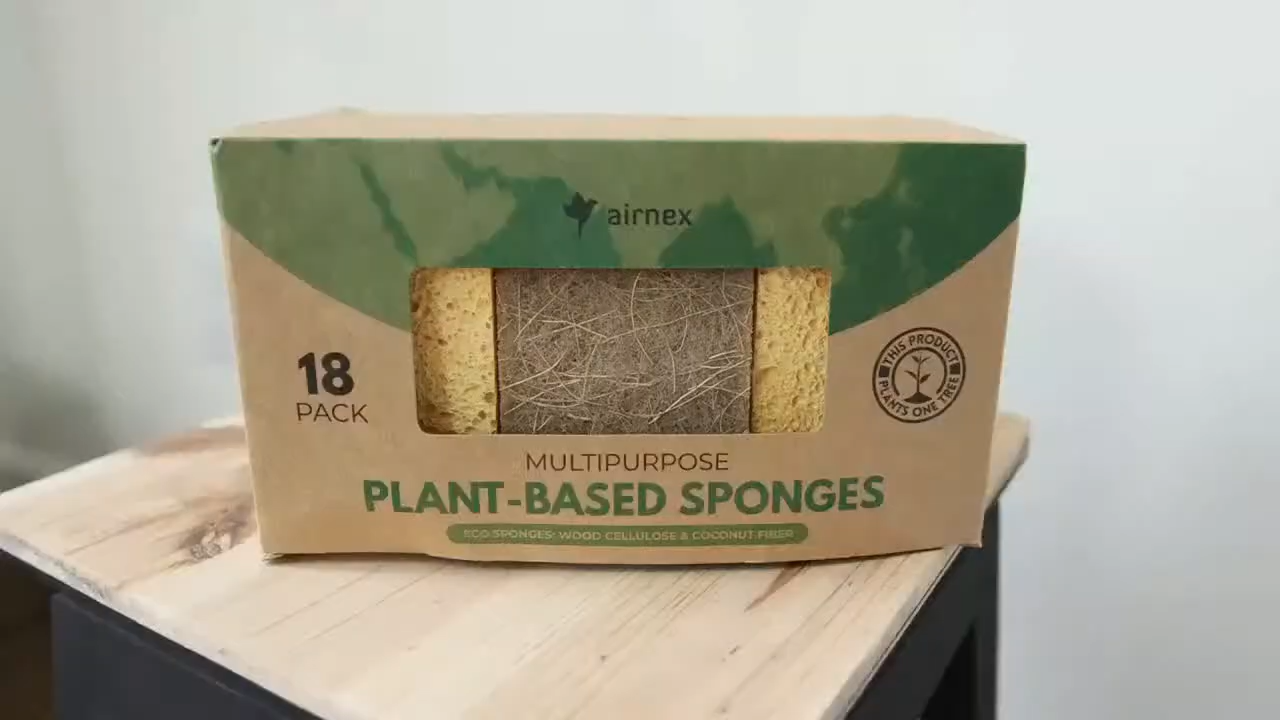 airnex
18
PACK
THIS PRODUCT
PLANTS ONE TREE
MULTIPURPOSE
PLANT-BASED SPONGES
ECO SPONGES: WOOD CELLULOSE & COCONUT FIBER